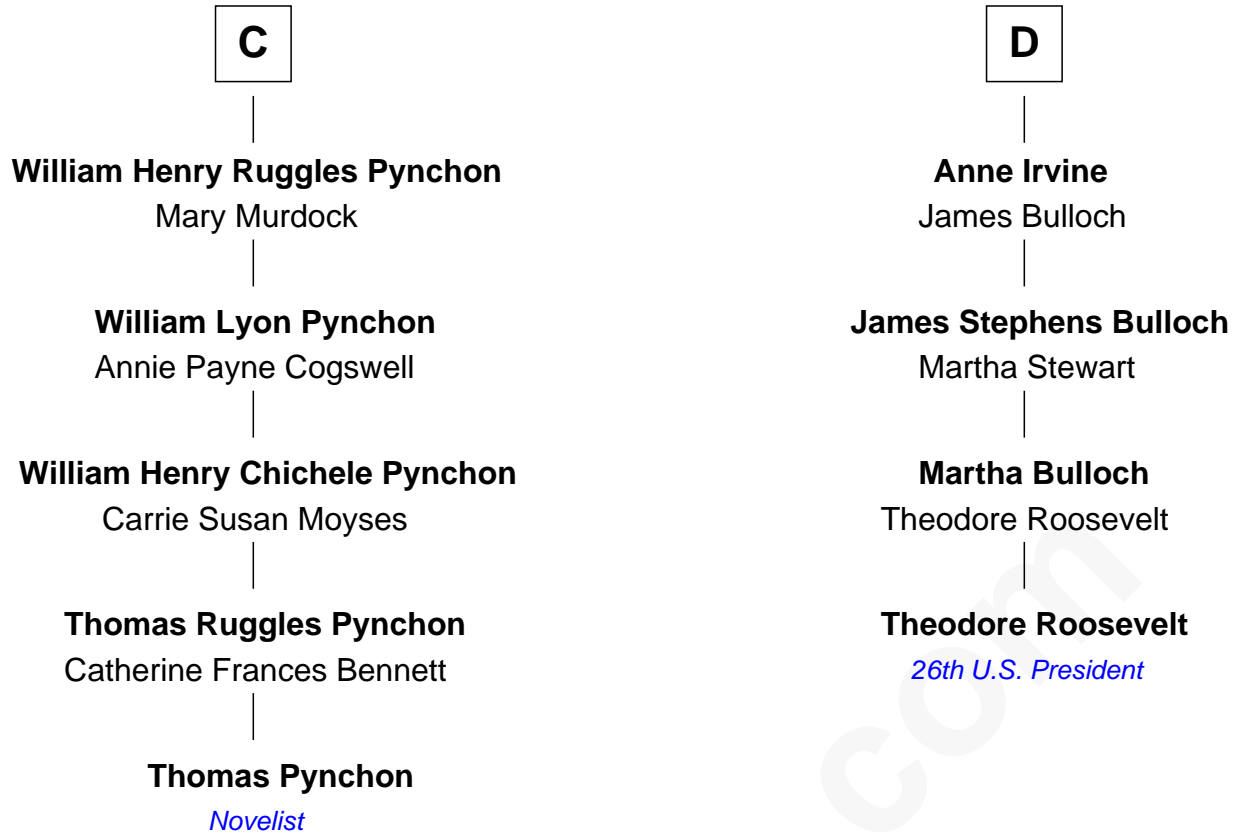 C
William Henry Ruggles Pynchon
Mary Murdock
William Lyon Pynchon
Annie Payne Cogswell
William Henry Chichele Pynchon
Carrie Susan Moyses
Thomas Ruggles Pynchon
Catherine Frances Bennett
Thomas Pynchon
Novelist
D
Anne Irvine
James Bulloch
James Stephens Bulloch
Martha Stewart
Martha Bulloch
Theodore Roosevelt
Theodore Roosevelt
26th U.S. President
com